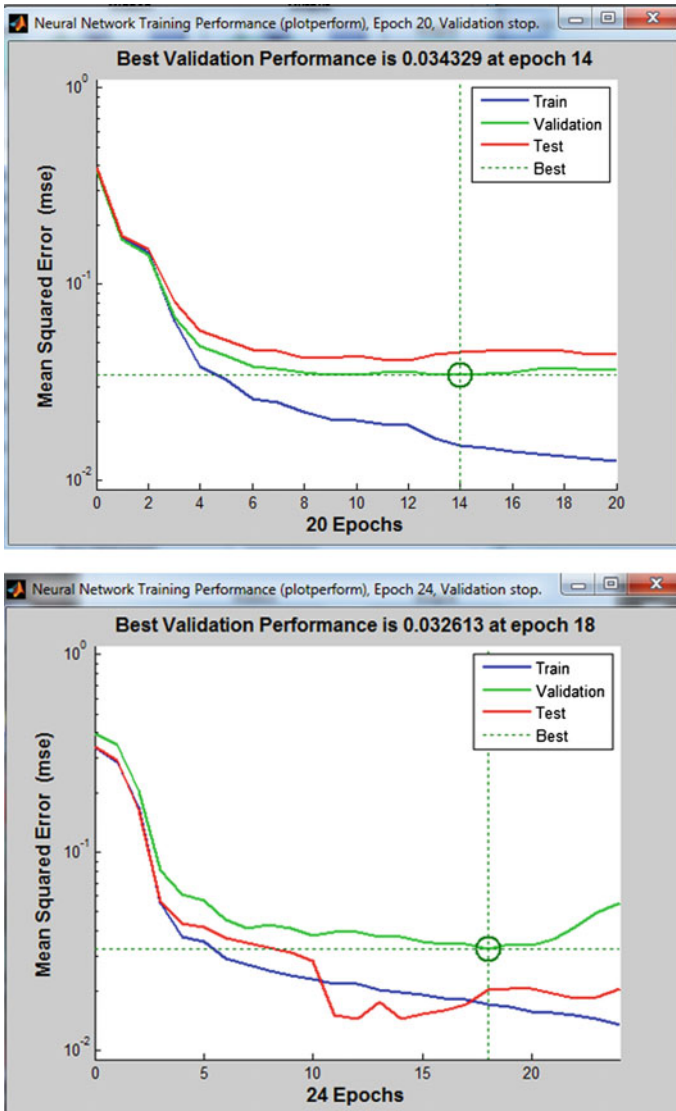 Neural Network Training Performance (plotperform), Epoch 20, Validation stop.
Best Validation Performance is 0.034329 at epoch 14
Mean Squared Error (mse)
10^0
10^-1
10^-2
Train
Validation
Test
Best
0 2 4 6 8 10 12 14 16 18 20
20 Epochs
Neural Network Training Performance (plotperform), Epoch 24, Validation stop.
Best Validation Performance is 0.032613 at epoch 18
Mean Squared Error (mse)
10^0
10^-1
10^-2
Train
Validation
Test
Best
0 5 10 15 20
24 Epochs